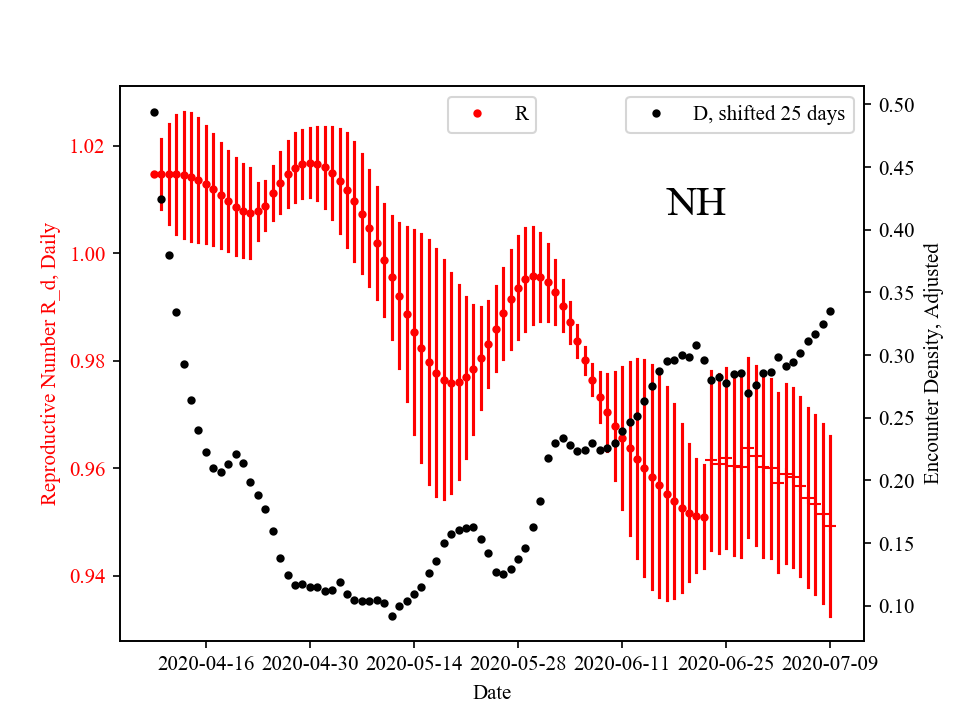 R
D, shifted 25 days
NH
Reproductive Number R_d, Daily
1.02
1.00
0.98
0.96
0.94
0.50
0.45
0.40
0.35
0.30
0.25
0.20
0.15
0.10
Encounter Density, Adjusted
2020-04-16 2020-04-30 2020-05-14 2020-05-28 2020-06-11 2020-06-25 2020-07-09
Date